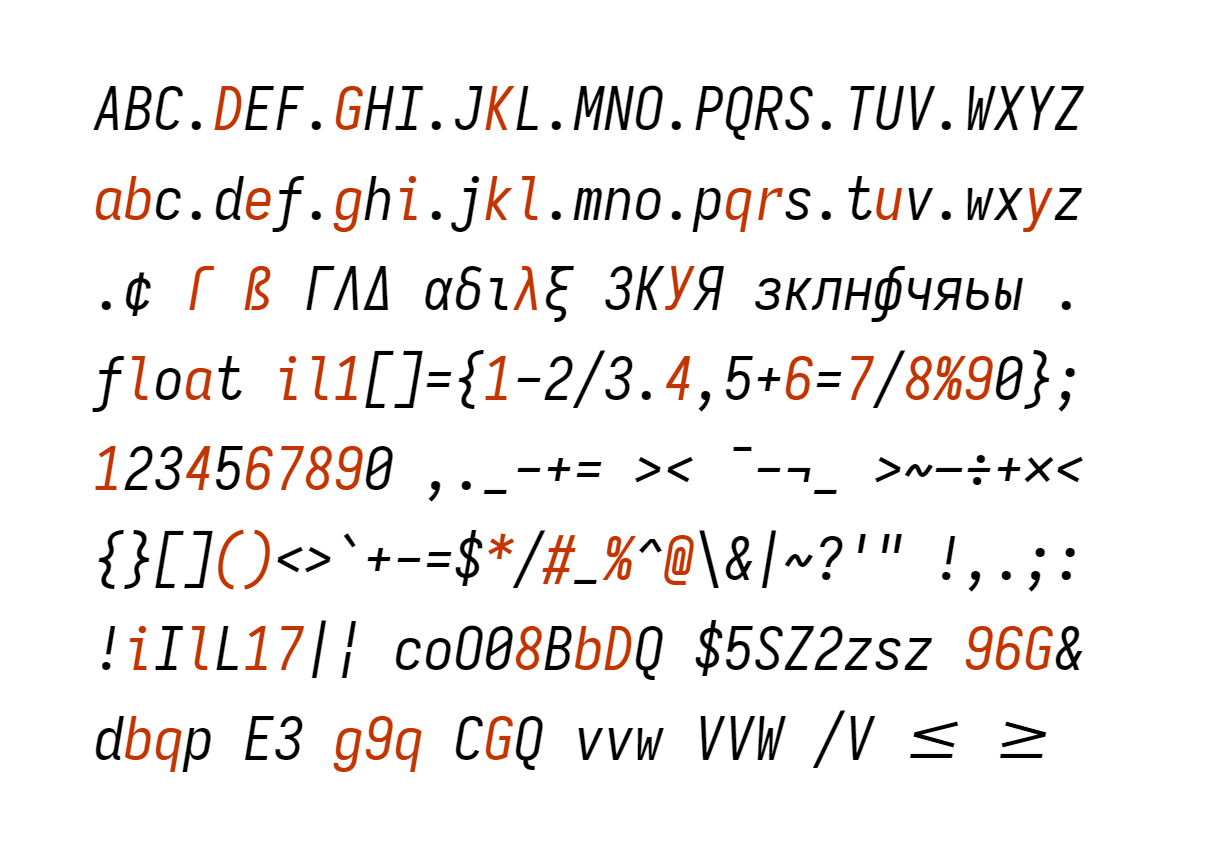 ABC.DEF.GHI.JKL.MNO.PQRS.TUV.WXYZ
abc.def.ghi.jkl.mno.pqrs.tuv.wxyz
.¢ Г ß ΓΛΔ αδιλξ ЗКУЯ зклнфчяьы .
float il1[]={1-2/3.4,5+6=7/8%90};
1234567890 ,._-+= >< ¯-¬_ >~–÷+×<
{}[]()<>`+-=$*/#_%^@\&|~?'" !,.;:
!iIlL17|¦ coO08BbDQ $5SZ2zsz 96G&
dbqp E3 g9q CGQ vvw VVW /V ≤ ≥